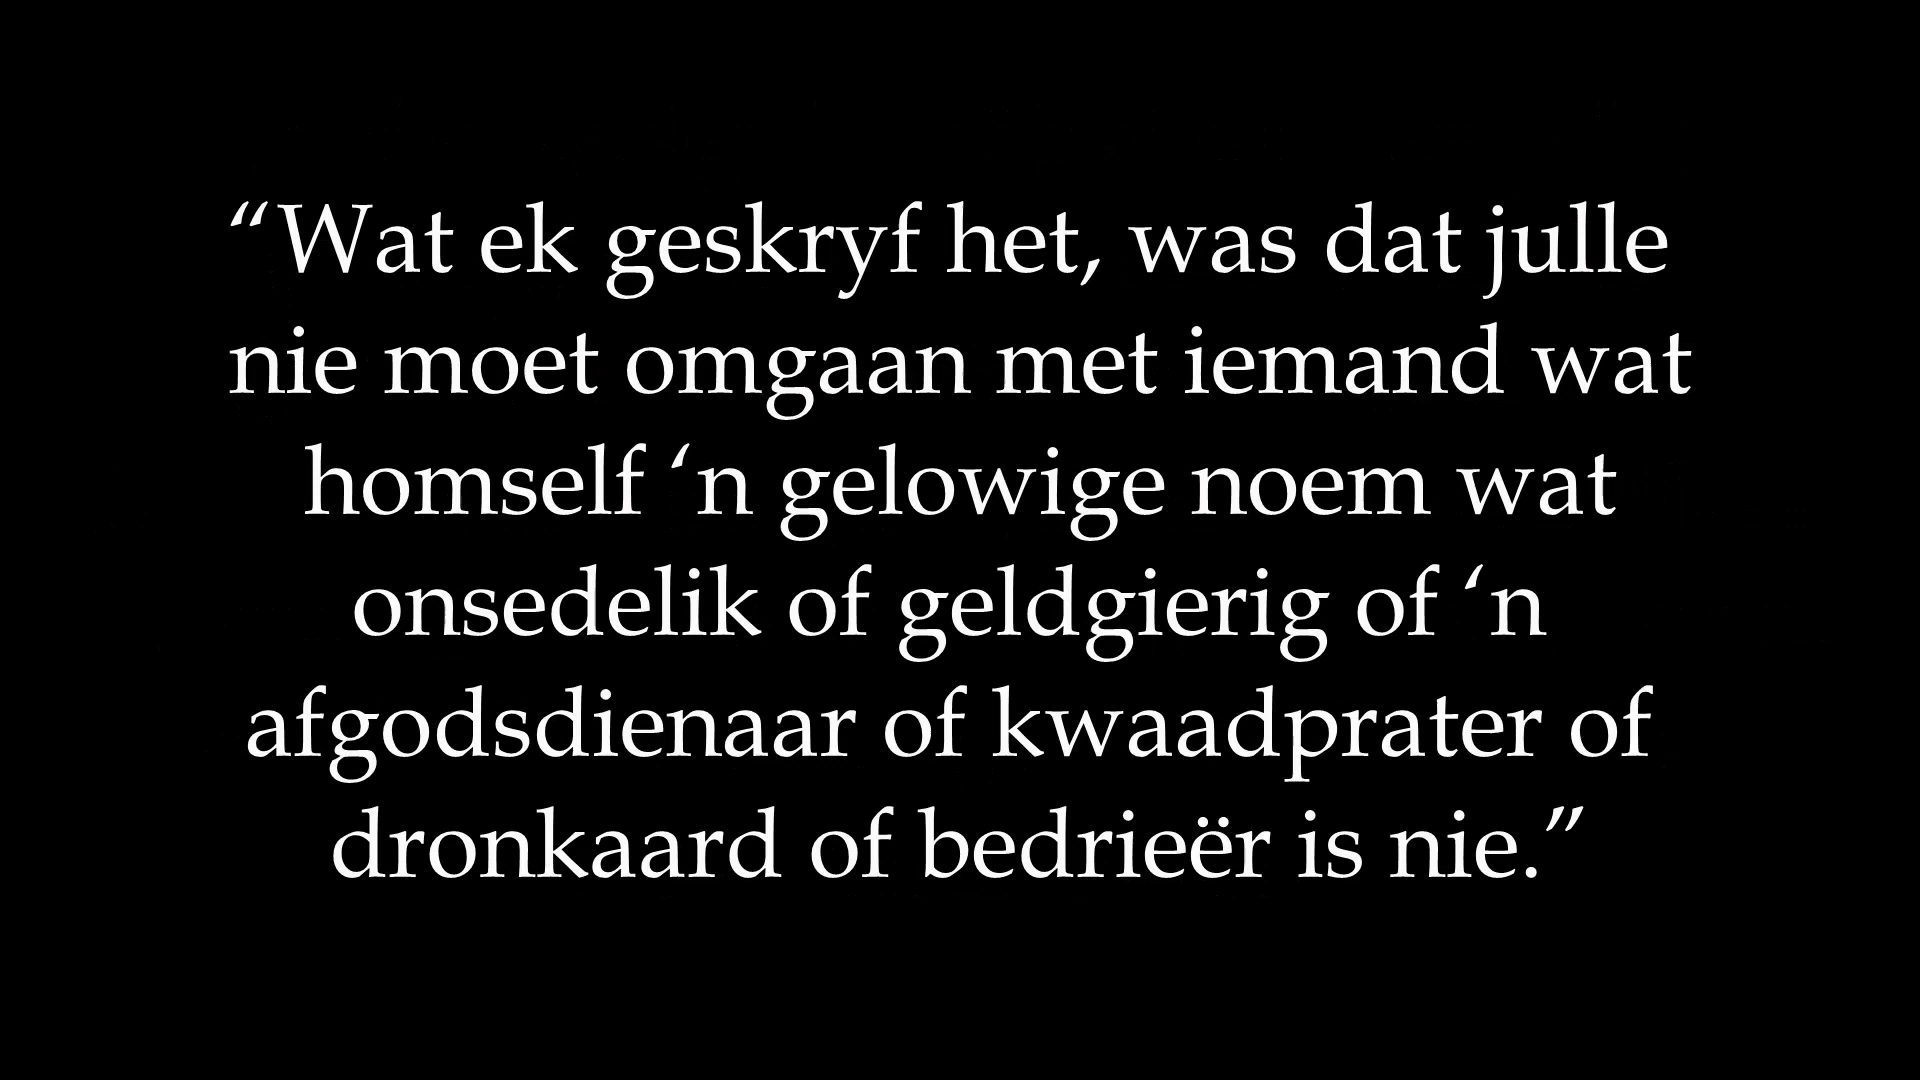 “Wat ek geskryf het, was dat julle
nie moet omgaan met iemand wat
homself ‘n gelowige noem wat
onsedelik of geldgierig of ‘n
afgodsdienaar of kwaadprater of
dronkaard of bedrieër is nie.”